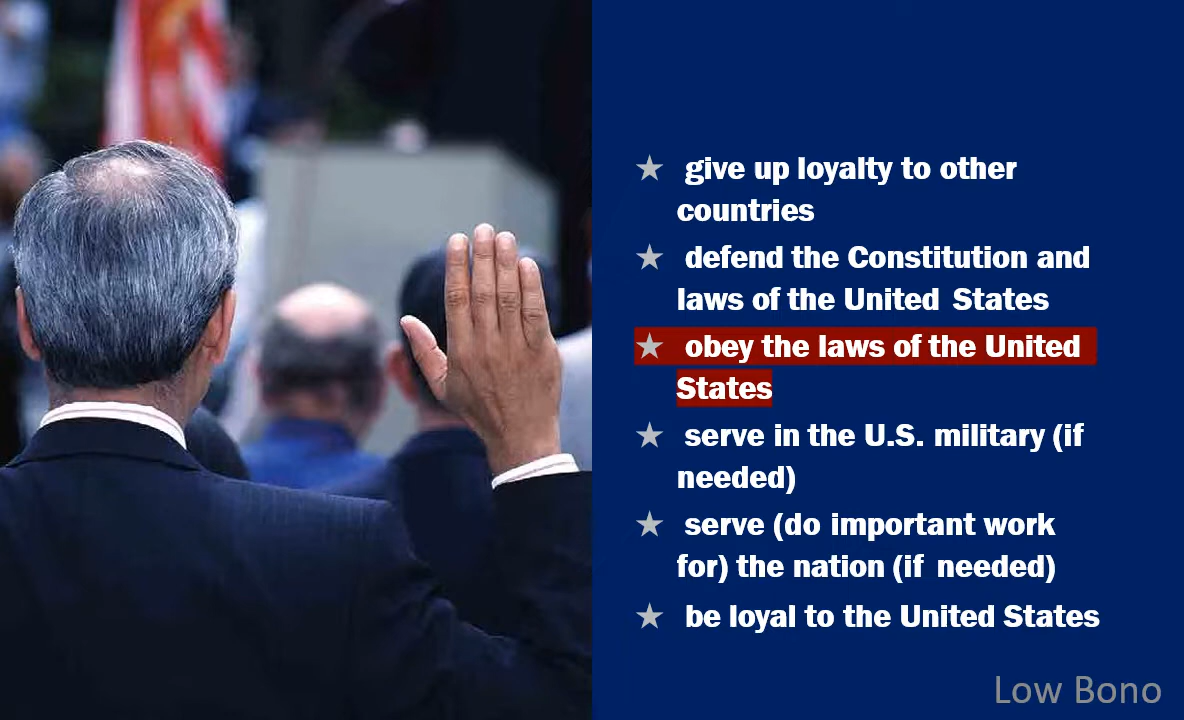 ★ give up loyalty to other
countries
★ defend the Constitution and
laws of the United States
★ obey the laws of the United
States
★ serve in the U.S. military (if
needed)
★ serve (do important work
for) the nation (if needed)
★ be loyal to the United States
Low Bono